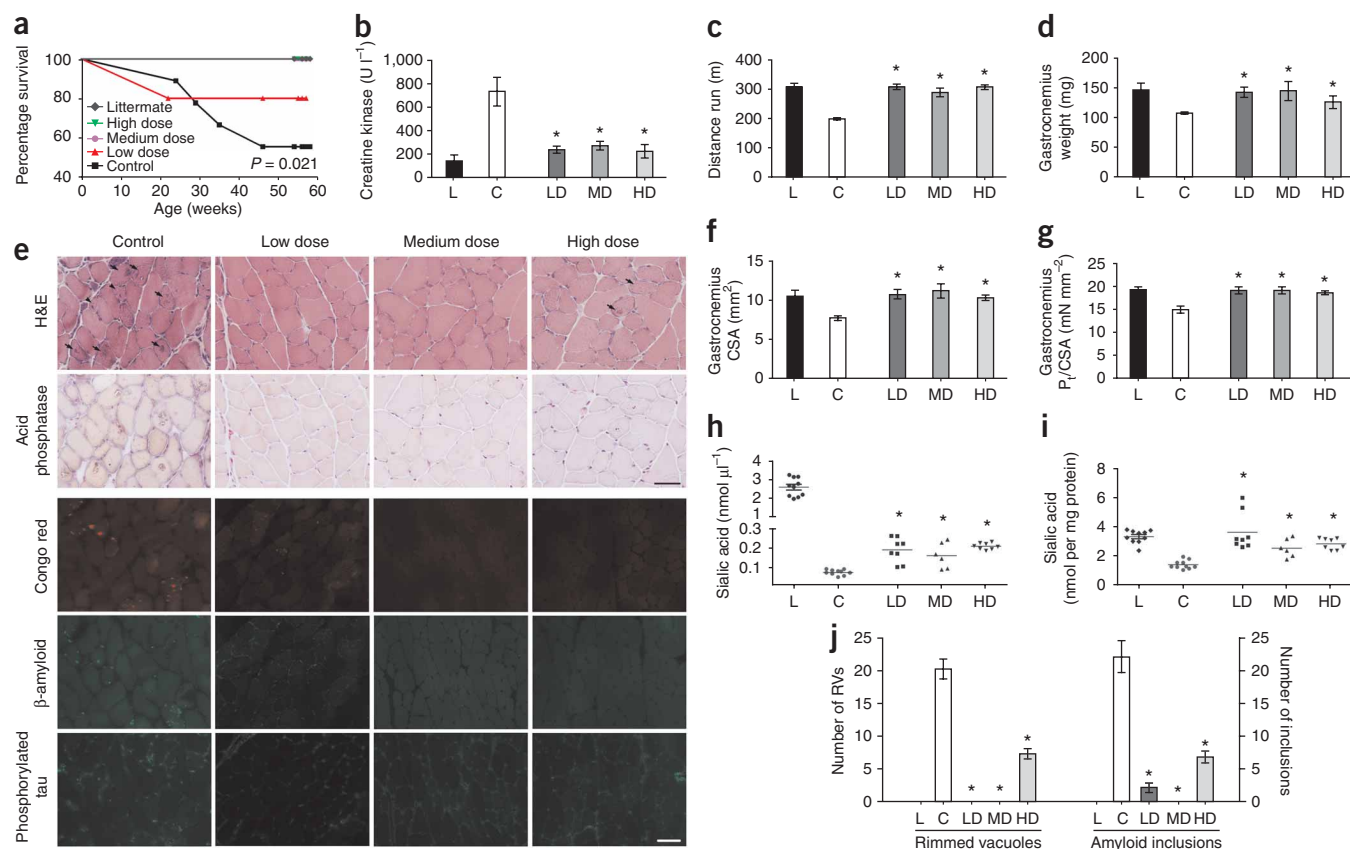 a
Percentage survival
100
80
60
40
0 10 20 30 40 50 60
Age (weeks)
Littermate
High dose
Medium dose
Low dose
Control
P = 0.021
b
Creatine kinase (U l⁻¹)
1,000
800
600
400
200
0
* * *
L C LD MD HD
c
Distance run (m)
400
300
200
100
0
* * *
L C LD MD HD
d
Gastrocnemius
weight (mg)
200
150
100
50
0
* * *
L C LD MD HD
e
Control Low dose Medium dose High dose
H&E
Acid
phosphatase
Congo red
β-amyloid
Phosphorylated
tau
f
Gastrocnemius
CSA (mm²)
15
10
5
0
* * *
L C LD MD HD
g
Gastrocnemius
Pt/CSA (mN mm⁻²)
25
20
15
10
5
0
* * *
L C LD MD HD
h
Sialic acid (nmol µl⁻¹)
4
3
2
1
0.3
0.2
0.1
* * *
L C LD MD HD
i
Sialic acid
(nmol per mg protein)
8
6
4
2
0
* * *
L C LD MD HD
j
Number of RVs
25
20
15
10
5
0
* * *
L C LD MD HD
Rimmed vacuoles
* * *
L C LD MD HD
Amyloid inclusions
25
20
15
10
5
0
Number of inclusions